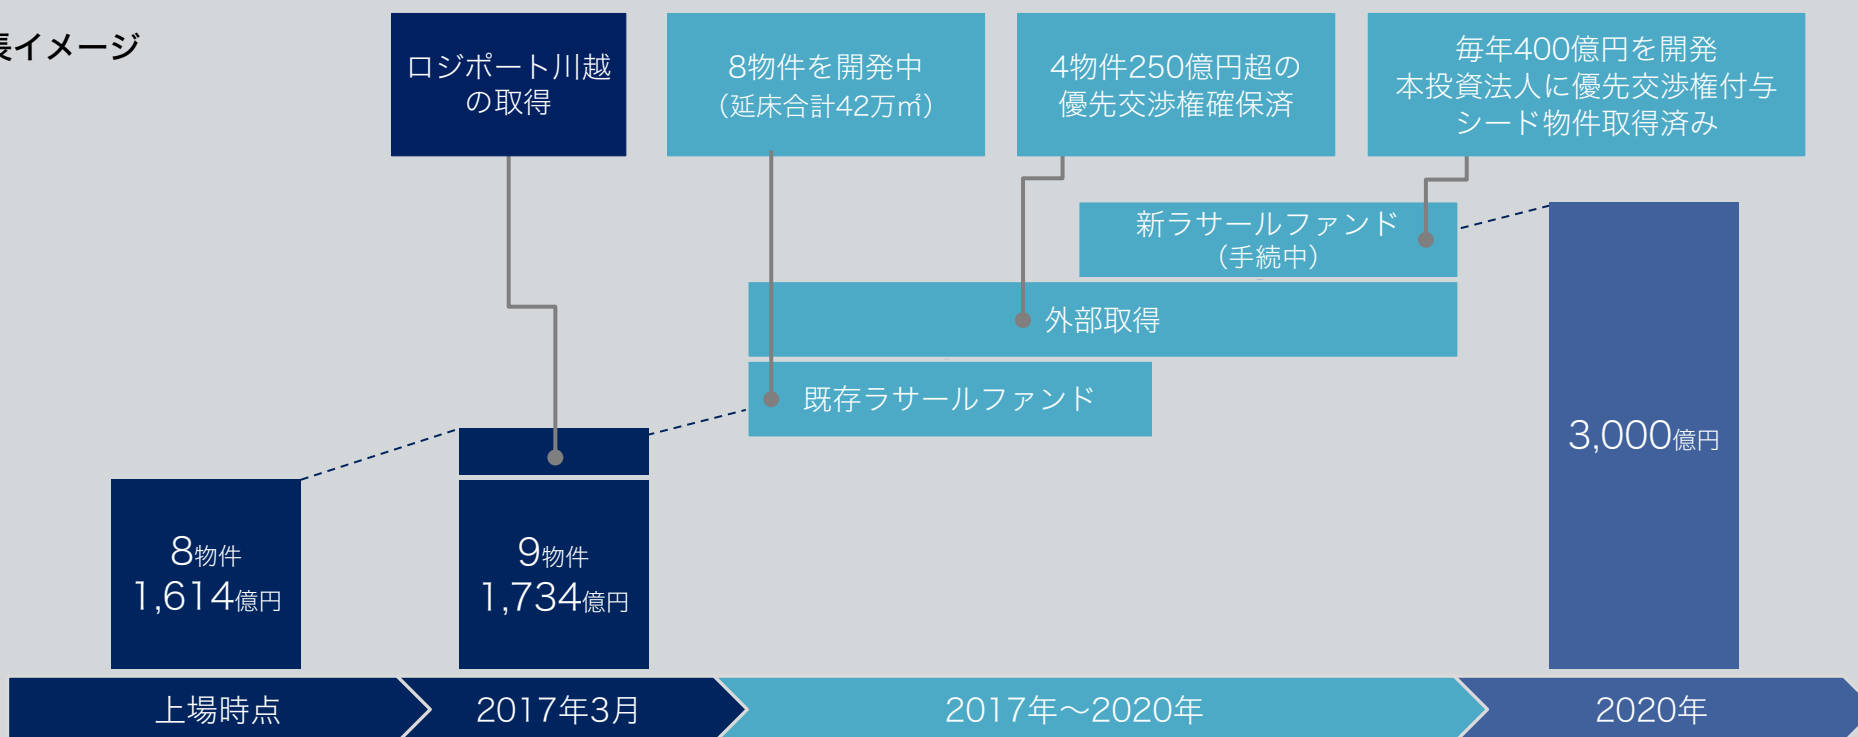 長イメージ
ロジポート川越
の取得
8物件を開発中
（延床合計42万㎡）
4物件250億円超の
優先交渉権確保済
毎年400億円を開発
本投資法人に優先交渉権付与
シード物件取得済み
新ラサールファンド
（手続中）
外部取得
既存ラサールファンド
8物件
1,614億円
9物件
1,734億円
3,000億円
上場時点
2017年3月
2017年～2020年
2020年